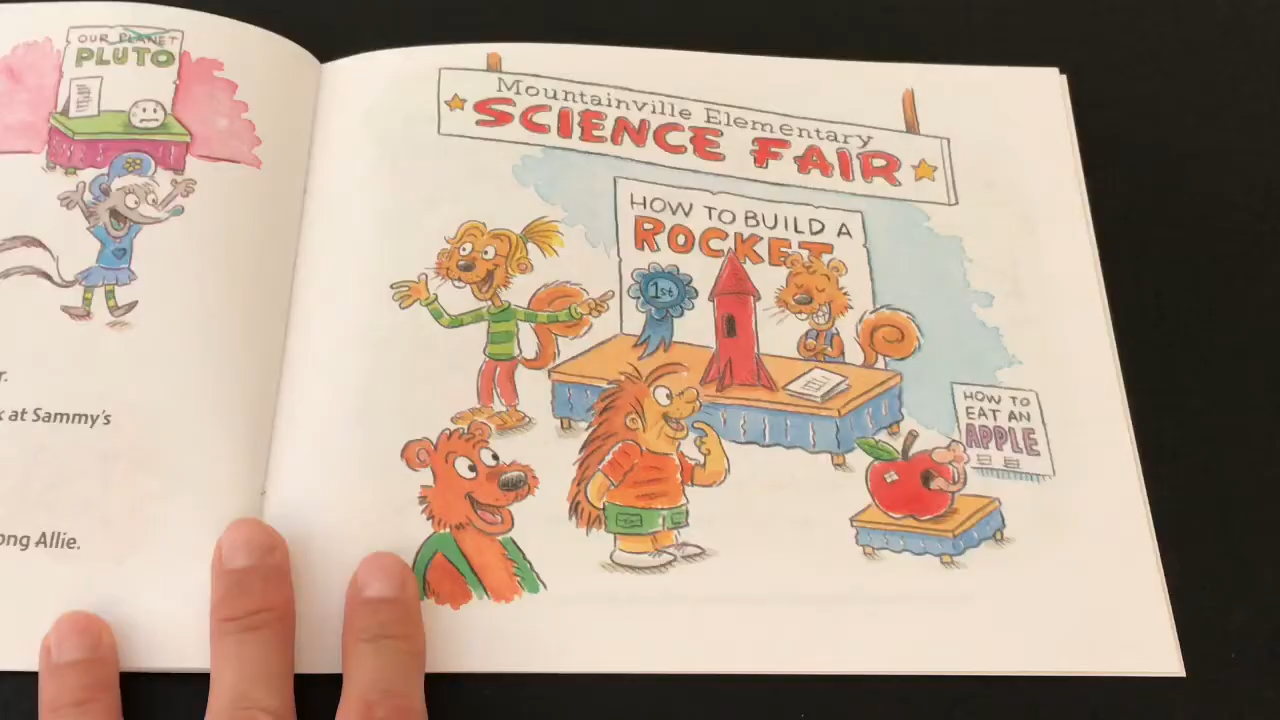 OUR PLANET
PLUTO
r.
k at Sammy's
ong Allie.
Mountainville Elementary
SCIENCE FAIR
HOW TO BUILD A
ROCKET
1st
HOW TO
EAT AN
APPLE